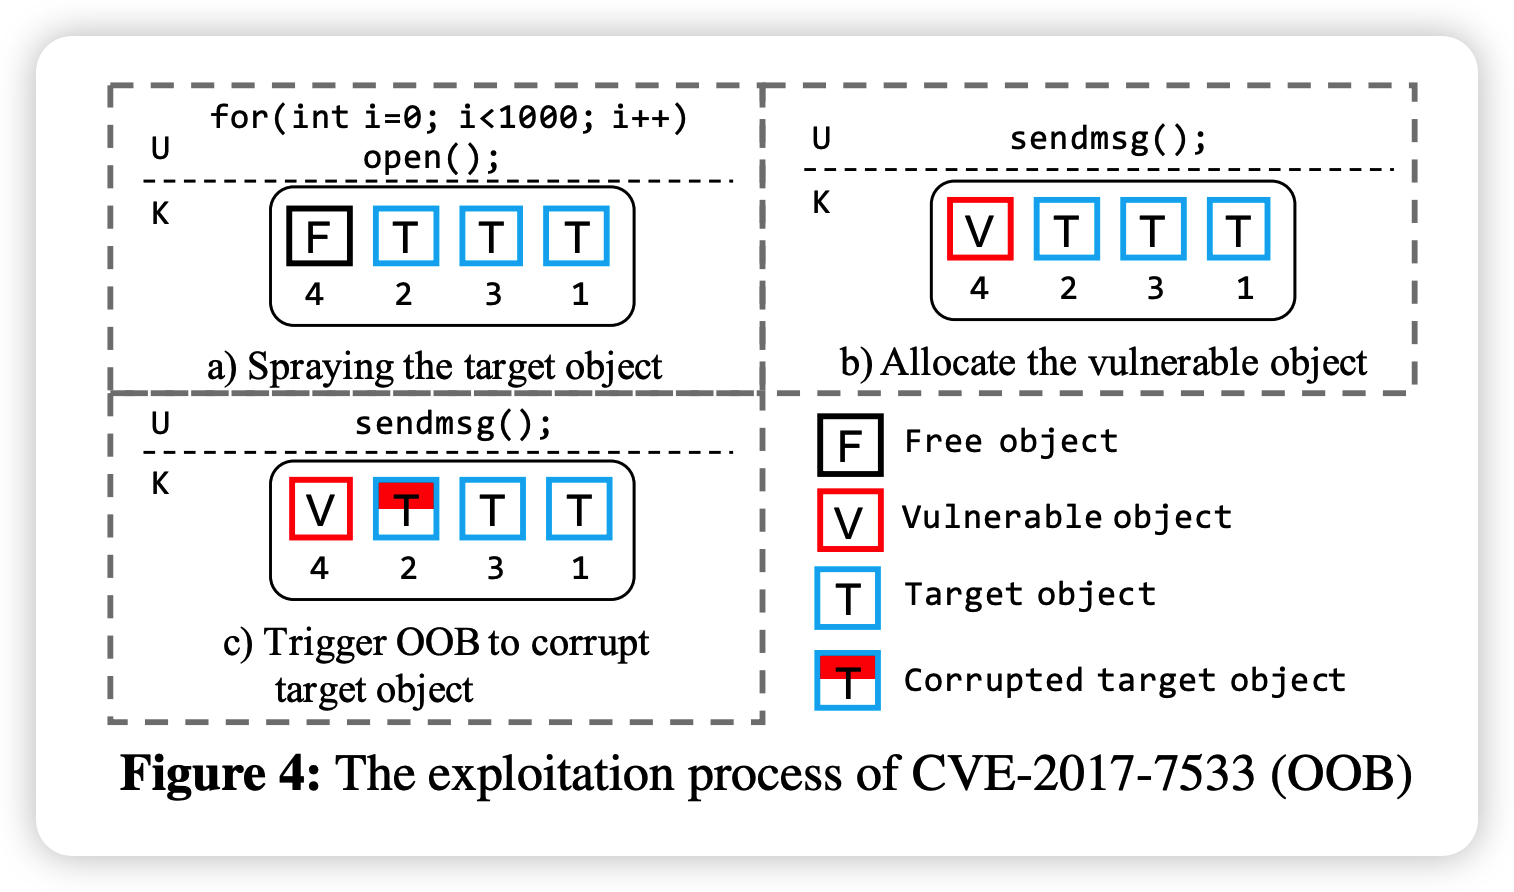 for(int i=0; i<1000; i++)
U
open();
K
F T T T
4 2 3 1
a) Spraying the target object
U
sendmsg();
K
V T T T
4 2 3 1
b) Allocate the vulnerable object
U
sendmsg();
K
V T T T
4 2 3 1
c) Trigger OOB to corrupt
target object
F Free object
V Vulnerable object
T Target object
T Corrupted target object
Figure 4: The exploitation process of CVE-2017-7533 (OOB)